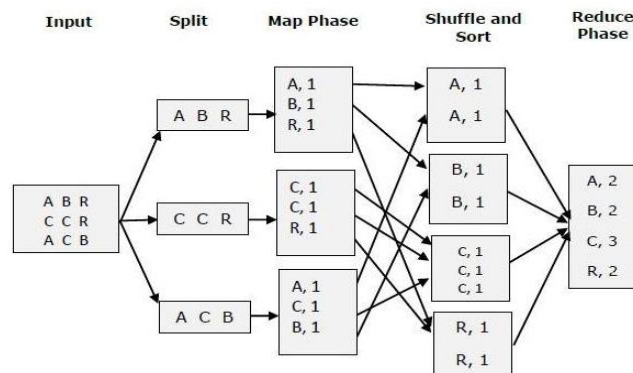 Input
Split
Map Phase
Shuffle and
Sort
Reduce
Phase
A B R
C C R
A C B
A B R
C C R
A C B
A, 1
B, 1
R, 1
C, 1
C, 1
R, 1
A, 1
C, 1
B, 1
A, 1
A, 1
B, 1
B, 1
C, 1
C, 1
C, 1
R, 1
R, 1
A, 2
B, 2
C, 3
R, 2